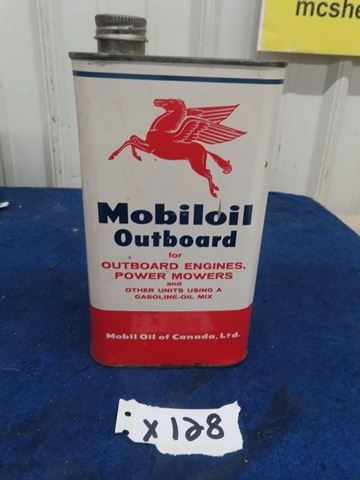 mcshe
Mobiloil
Outboard
for
OUTBOARD ENGINES,
POWER MOWERS
and
OTHER UNITS USING A
GASOLINE-OIL MIX
Mobil Oil of Canada, Ltd.
X128